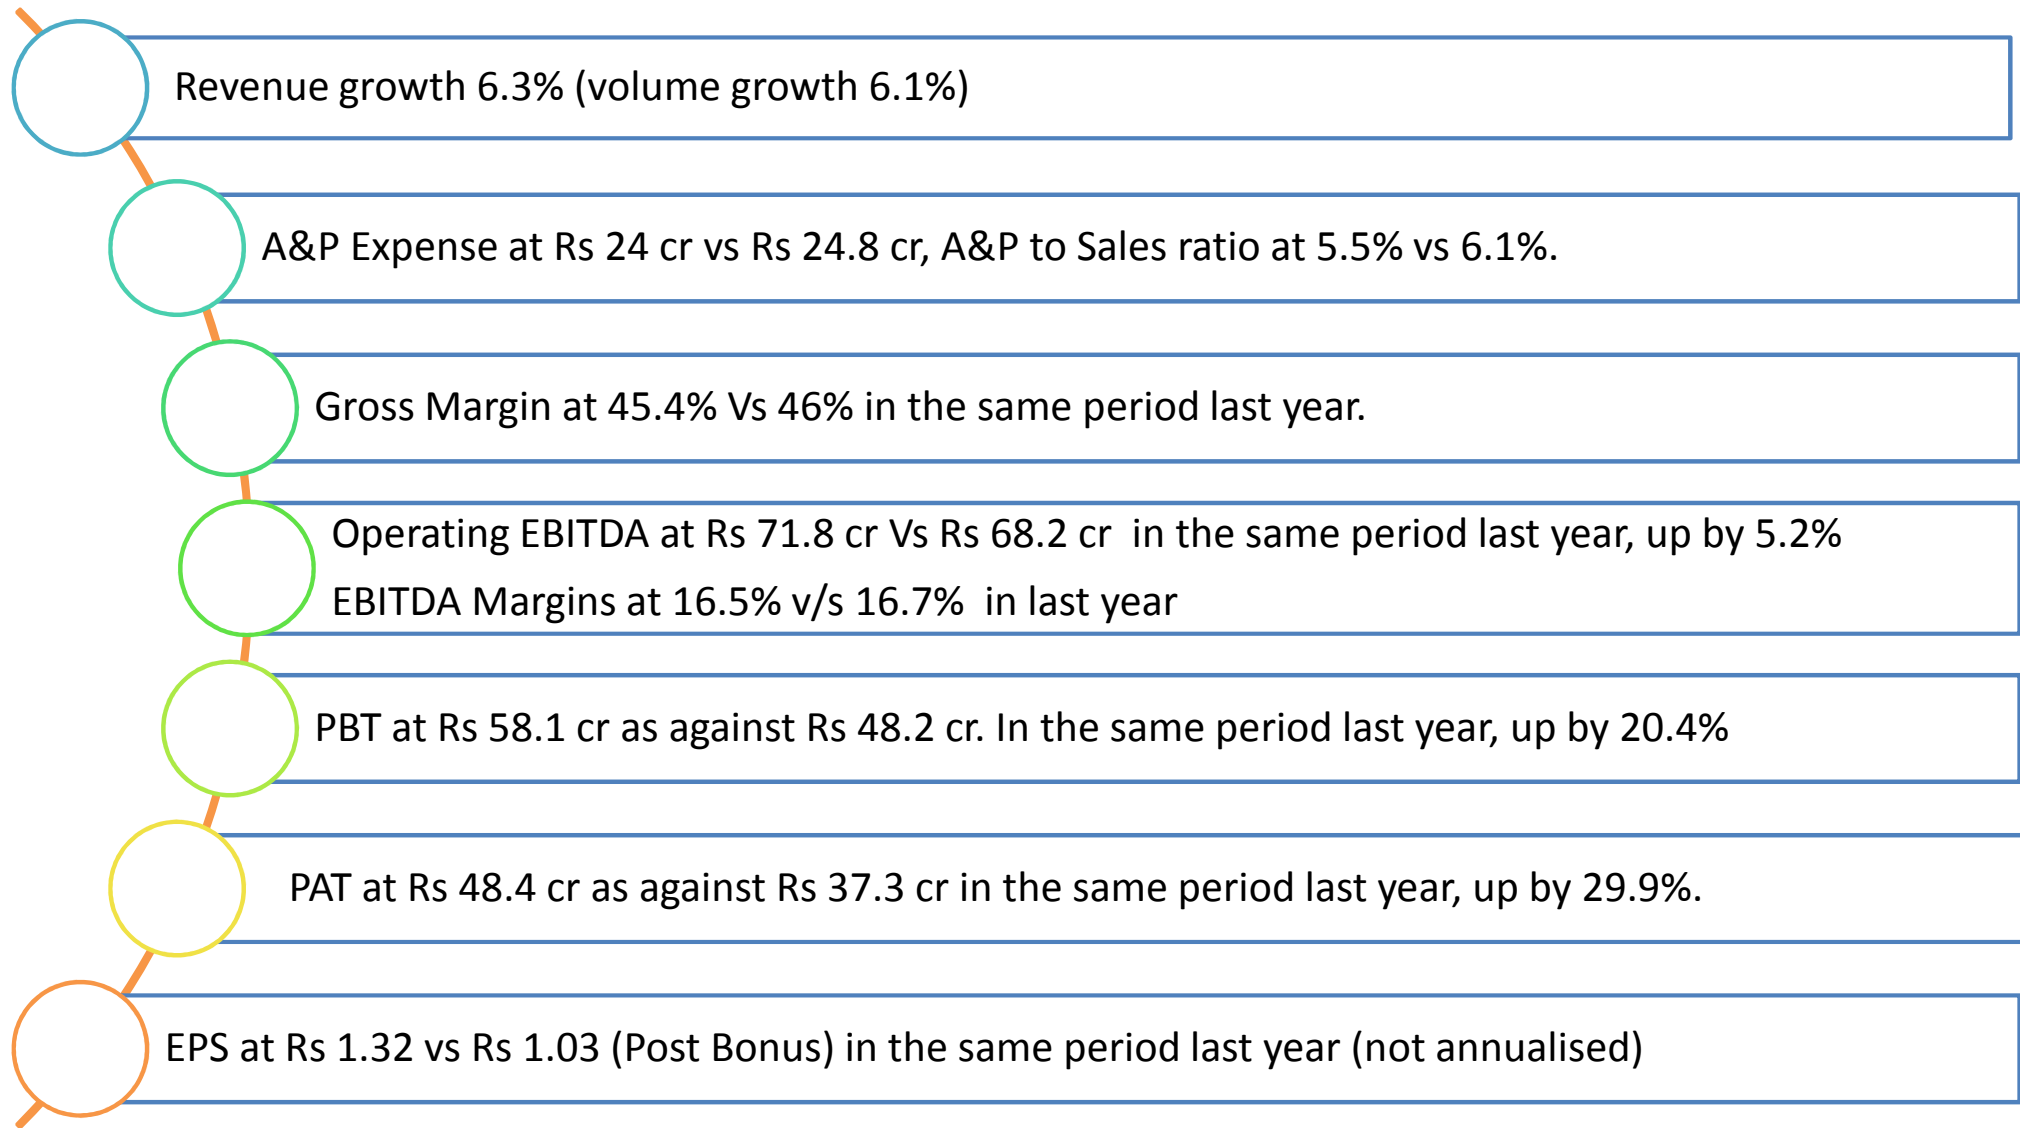 Revenue growth 6.3% (volume growth 6.1%)
A&P Expense at Rs 24 cr vs Rs 24.8 cr, A&P to Sales ratio at 5.5% vs 6.1%.
Gross Margin at 45.4% Vs 46% in the same period last year.
Operating EBITDA at Rs 71.8 cr Vs Rs 68.2 cr  in the same period last year, up by 5.2%
EBITDA Margins at 16.5% v/s 16.7%  in last year
PBT at Rs 58.1 cr as against Rs 48.2 cr. In the same period last year, up by 20.4%
PAT at Rs 48.4 cr as against Rs 37.3 cr in the same period last year, up by 29.9%.
EPS at Rs 1.32 vs Rs 1.03 (Post Bonus) in the same period last year (not annualised)